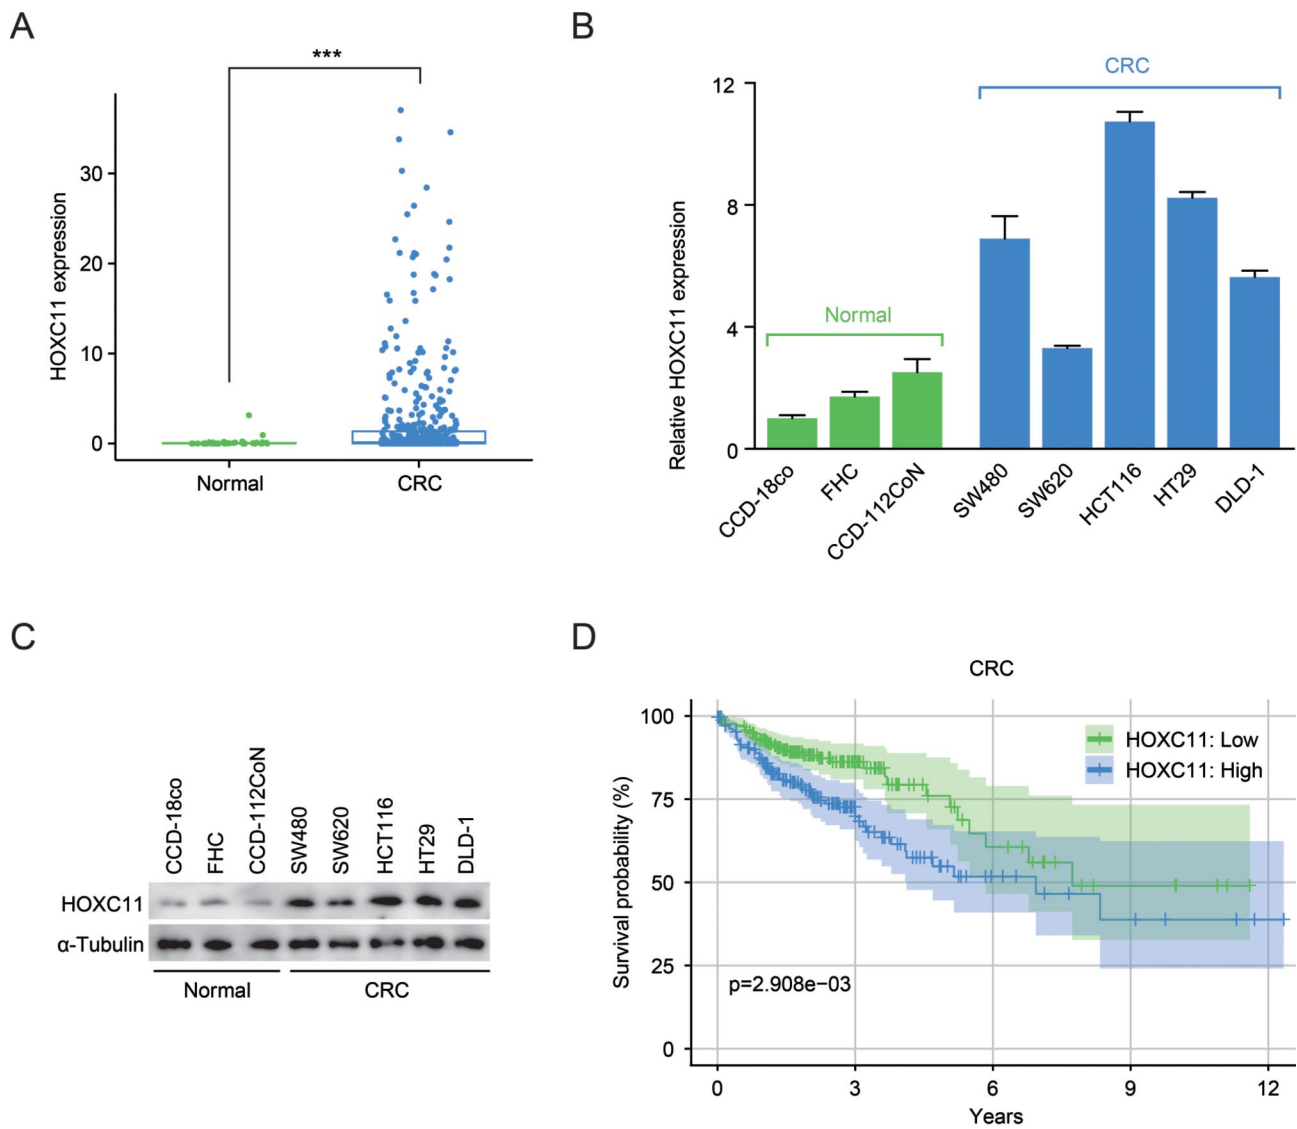 A
***
HOXC11 expression
30
20
10
0
Normal
CRC
B
Relative HOXC11 expression
12
8
4
0
Normal
CRC
CCD-18co
FHC
CCD-112CoN
SW480
SW620
HCT116
HT29
DLD-1
C
CCD-18co
FHC
CCD-112CoN
SW480
SW620
HCT116
HT29
DLD-1
HOXC11
α-Tubulin
Normal
CRC
D
CRC
Survival probability (%)
100
75
50
25
0
HOXC11: Low
HOXC11: High
p=2.908e−03
0
3
6
9
12
Years